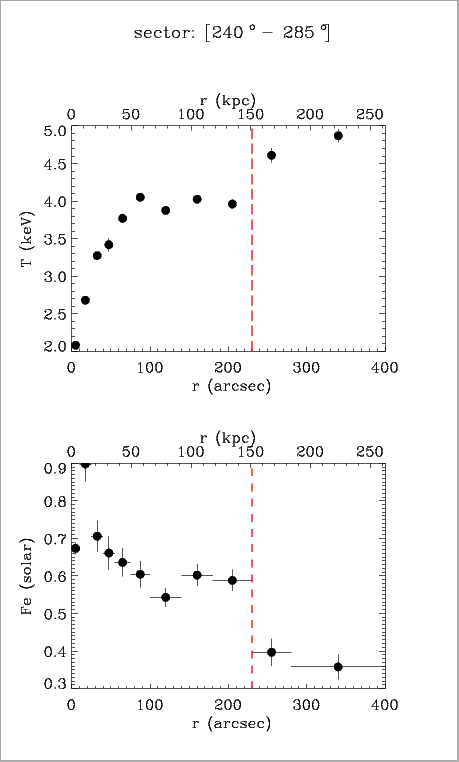 sector: [240 ° – 285 °]
r (kpc)
0 50 100 150 200 250
5.0
4.5
4.0
3.5
3.0
2.5
2.0
T (keV)
0 100 200 300 400
r (arcsec)
r (kpc)
0 50 100 150 200 250
0.9
0.8
0.7
0.6
0.5
0.4
0.3
Fe (solar)
0 100 200 300 400
r (arcsec)